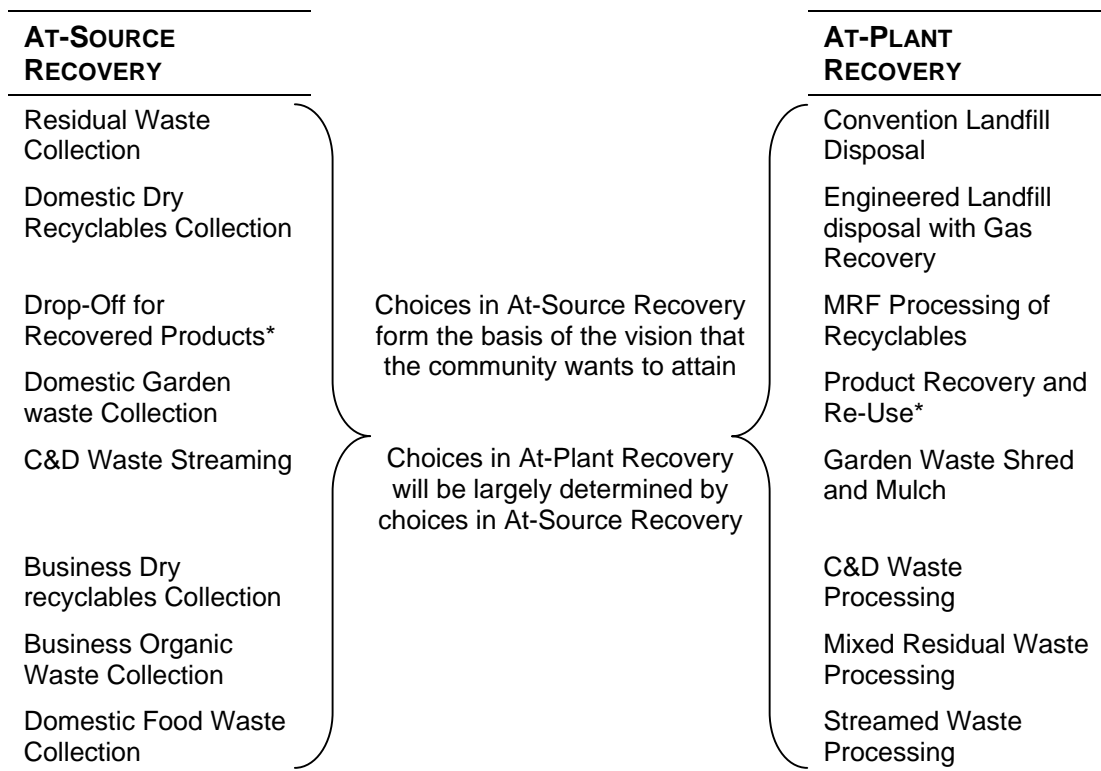 AT-SOURCE
RECOVERY
Residual Waste
Collection
Domestic Dry
Recyclables Collection
Drop-Off for
Recovered Products*
Domestic Garden
waste Collection
C&D Waste Streaming
Business Dry
recyclables Collection
Business Organic
Waste Collection
Domestic Food Waste
Collection
Choices in At-Source Recovery
form the basis of the vision that
the community wants to attain
Choices in At-Plant Recovery
will be largely determined by
choices in At-Source Recovery
AT-PLANT
RECOVERY
Convention Landfill
Disposal
Engineered Landfill
disposal with Gas
Recovery
MRF Processing of
Recyclables
Product Recovery and
Re-Use*
Garden Waste Shred
and Mulch
C&D Waste
Processing
Mixed Residual Waste
Processing
Streamed Waste
Processing